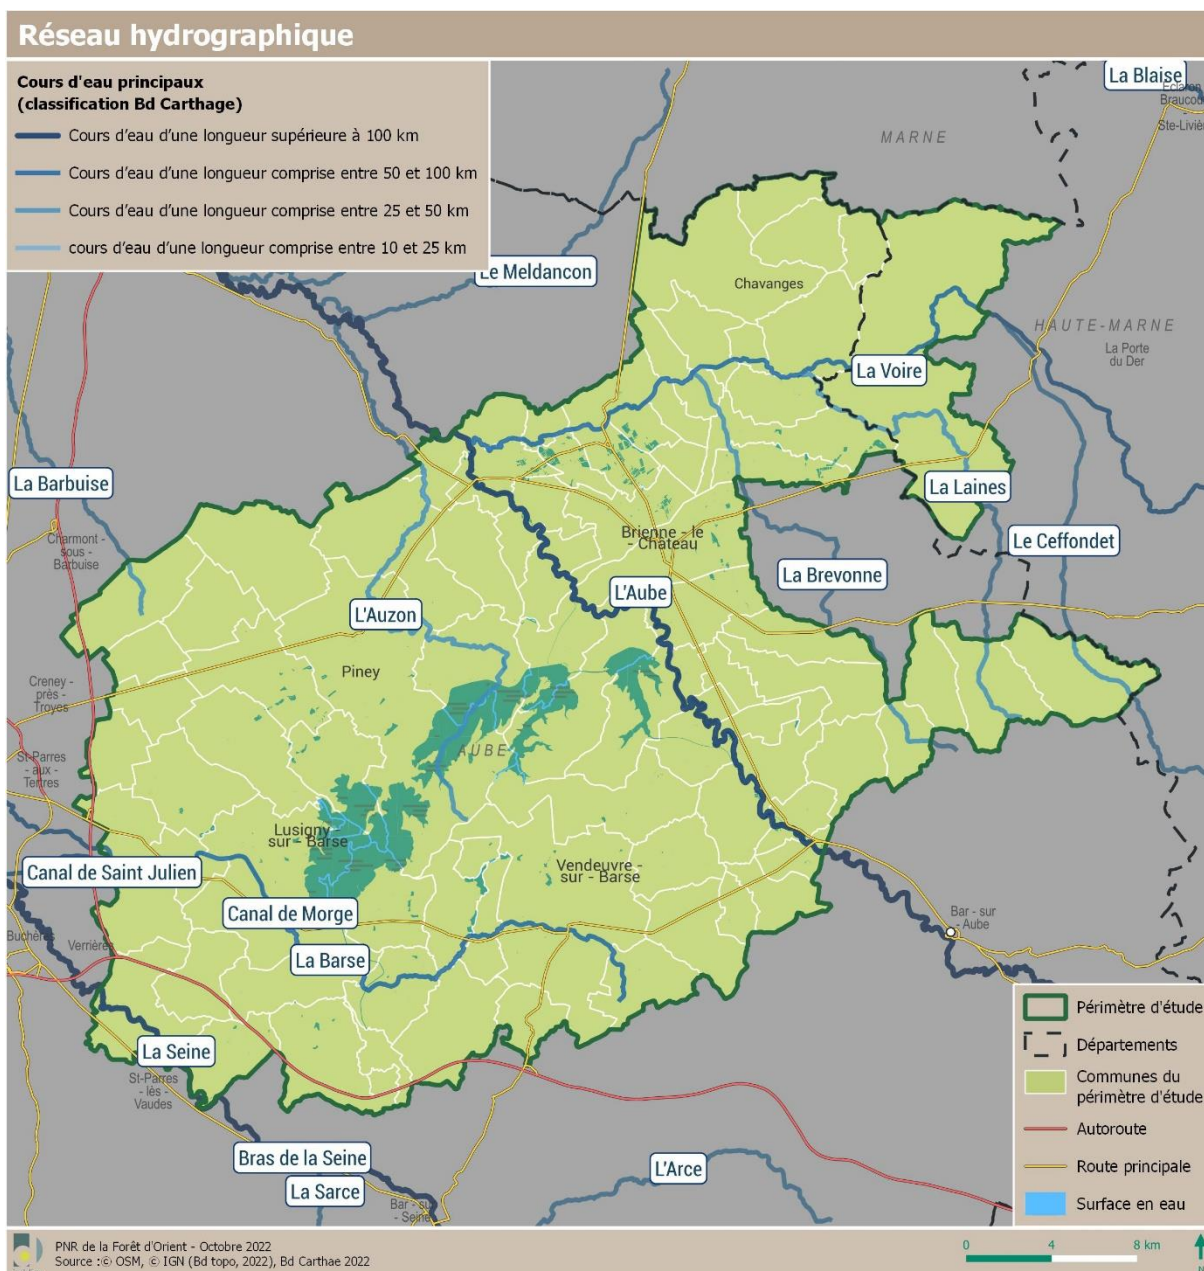 Réseau hydrographique
Cours d'eau principaux
(classification Bd Carthage)
Cours d'eau d'une longueur supérieure à 100 km
Cours d'eau d'une longueur comprise entre 50 et 100 km
Cours d'eau d'une longueur comprise entre 25 et 50 km
cours d'eau d'une longueur comprise entre 10 et 25 km
La Blaise
Eclaron
Braucou
-
Ste-Livièr
MARNE
Le Meldancon
Chavanges
HAUTE-MARNE
La Porte
du Der
La Voire
La Barbuise
La Laines
Charmont -
sous -
Barbuise
Brienne - le
- Chateau
Le Ceffondet
La Brevonne
L'Aube
L'Auzon
Piney
Creney -
près -
Troyes
AUBE
St-Parres
- aux -
Tertres
Lusigny -
sur - Barse
Vendeuvre -
sur - Barse
Canal de Saint Julien
Canal de Morge
Bar - sur
- Aube
Buchères
Verrières
La Barse
La Seine
St-Parres
- lès -
Vaudes
Bras de la Seine
La Sarce
L'Arce
Bar - sur
- Seine
Périmètre d'étude
Départements
Communes du
périmètre d'étude
Autoroute
Route principale
Surface en eau
PNR de la Forêt d'Orient - Octobre 2022
Source :© OSM, © IGN (Bd topo, 2022), Bd Carthae 2022
0 4 8 km